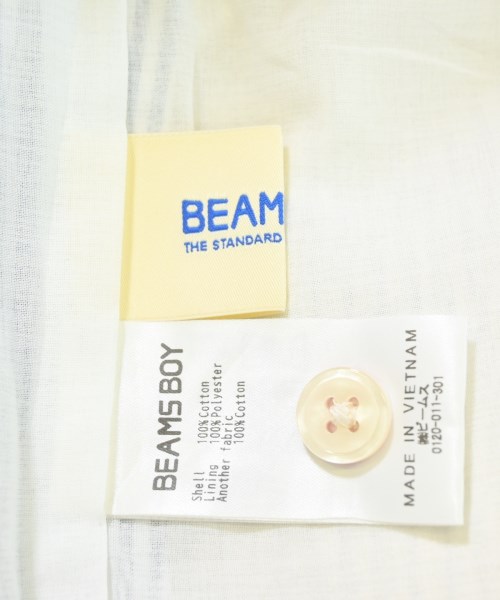 BEAM
THE STANDARD
BEAMS BOY
Shell 100%Cotton
Lining 100%Polyester
Another fabric
100%Cotton
MADE IN VIETNAM
㈱ビームス
0120-011-301